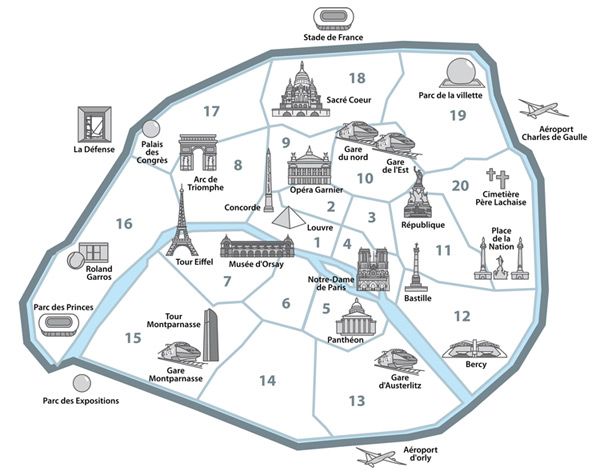 Stade de France
18
Sacré Coeur
Parc de la villette
17
19
Aéroport
Charles de Gaulle
La Défense
Palais
des
Congrès
9
Gare
du nord
Gare
de l'Est
8
Arc de
Triomphe
Opéra Garnier
10
20
Cimetière
Père Lachaise
Concorde
2
3
République
16
Louvre
Place
de la
Nation
1
4
11
Tour Eiffel
Musée d'Orsay
Roland
Garros
7
Notre-Dame
de Paris
Bastille
Parc des Princes
6
5
12
Tour
Montparnasse
Panthéon
15
Gare
Montparnasse
Bercy
14
Gare
d'Austerlitz
13
Parc des Expositions
Aéroport
d'orly